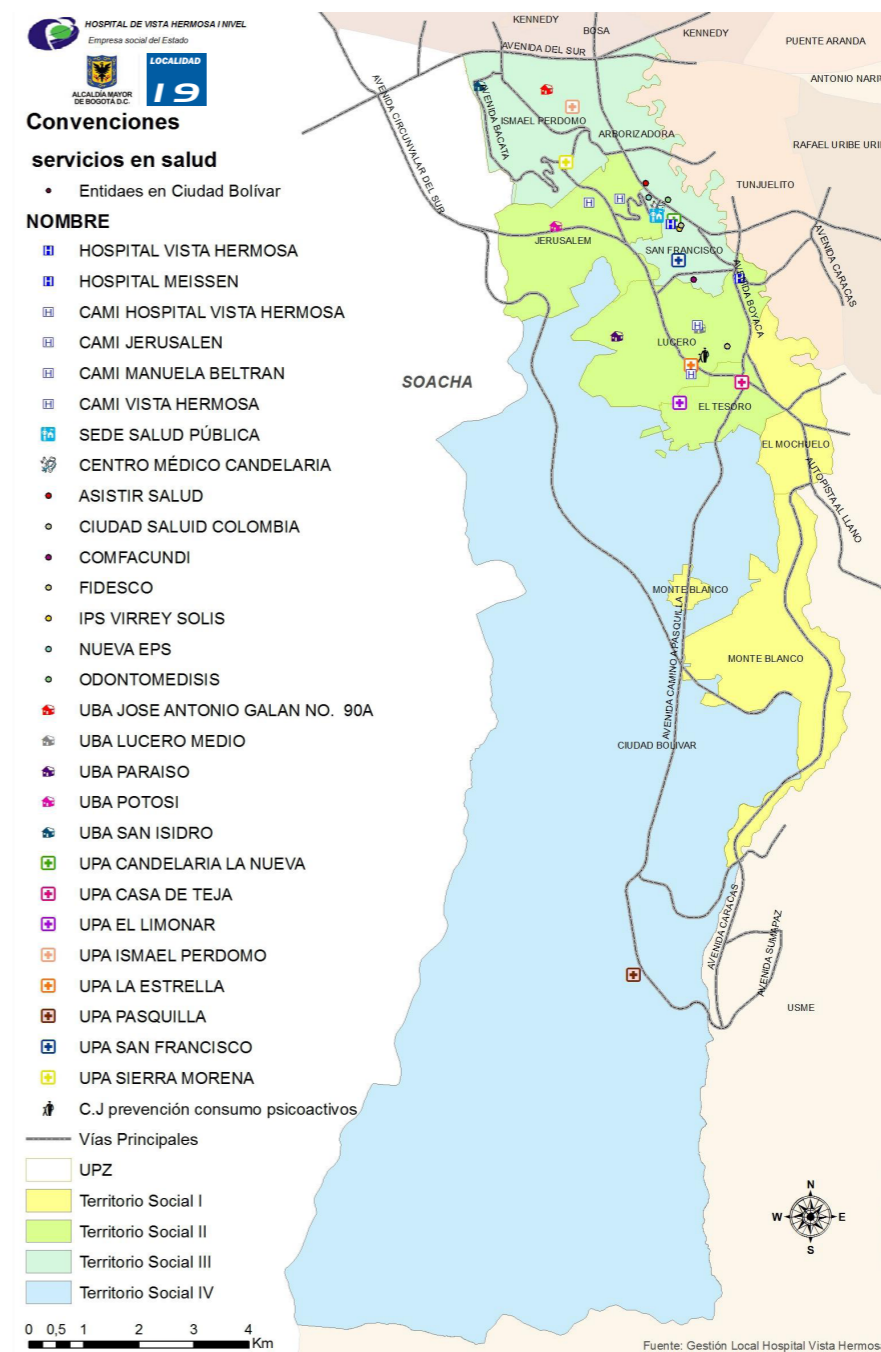 HOSPITAL DE VISTA HERMOSA I NIVEL
Empresa social del Estado
ALCALDÍA MAYOR
DE BOGOTÁ D.C.
LOCALIDAD
19
Convenciones
servicios en salud
Entidaes en Ciudad Bolívar
NOMBRE
HOSPITAL VISTA HERMOSA
HOSPITAL MEISSEN
CAMI HOSPITAL VISTA HERMOSA
CAMI JERUSALEN
CAMI MANUELA BELTRAN
CAMI VISTA HERMOSA
SEDE SALUD PÚBLICA
CENTRO MÉDICO CANDELARIA
ASISTIR SALUD
CIUDAD SALUID COLOMBIA
COMFACUNDI
FIDESCO
IPS VIRREY SOLIS
NUEVA EPS
ODONTOMEDISIS
UBA JOSE ANTONIO GALAN NO. 90A
UBA LUCERO MEDIO
UBA PARAISO
UBA POTOSI
UBA SAN ISIDRO
UPA CANDELARIA LA NUEVA
UPA CASA DE TEJA
UPA EL LIMONAR
UPA ISMAEL PERDOMO
UPA LA ESTRELLA
UPA PASQUILLA
UPA SAN FRANCISCO
UPA SIERRA MORENA
C.J prevención consumo psicoactivos
Vías Principales
UPZ
Territorio Social I
Territorio Social II
Territorio Social III
Territorio Social IV
0 0,5 1 2 3 4
Km
KENNEDY
BOSA
KENNEDY
PUENTE ARANDA
AVENIDA DEL SUR
ANTONIO NARIÑ
AVENIDA CIRCUNVALAR DEL SUR
AVENIDA BACATA
ISMAEL PERDOMO
ARBORIZADORA
RAFAEL URIBE URI
TUNJUELITO
JERUSALEM
SAN FRANCISCO
AVENIDA CARACAS
AVENIDA BOYACA
LUCERO
SOACHA
EL TESORO
EL MOCHUELO
AUTOPISTA AL LLANO
MONTE BLANCO
AVENIDA CAMINO A PASQUILLA
MONTE BLANCO
CIUDAD BOLÍVAR
AVENIDA CARACAS
AVENIDA SUMAPAZ
USME
N
W E
S
Fuente: Gestión Local Hospital Vista Hermosa